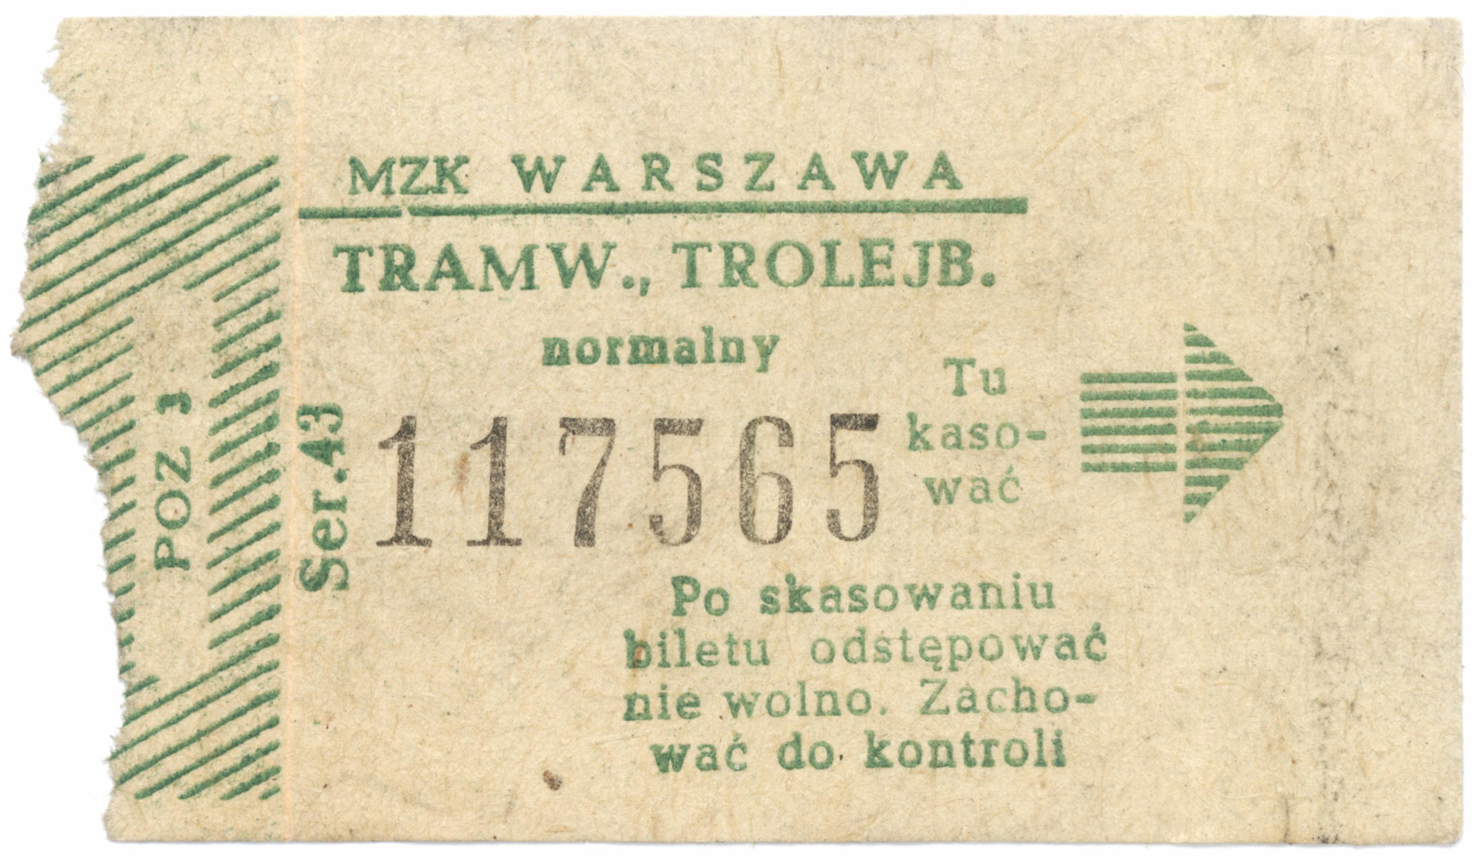 MZK WARSZAWA
TRAMW., TROLEJB.
normalny
POZ 3
Ser.43
117565
Tu
kaso-
wać
Po skasowaniu
biletu odstępować
nie wolno. Zacho-
wać do kontroli